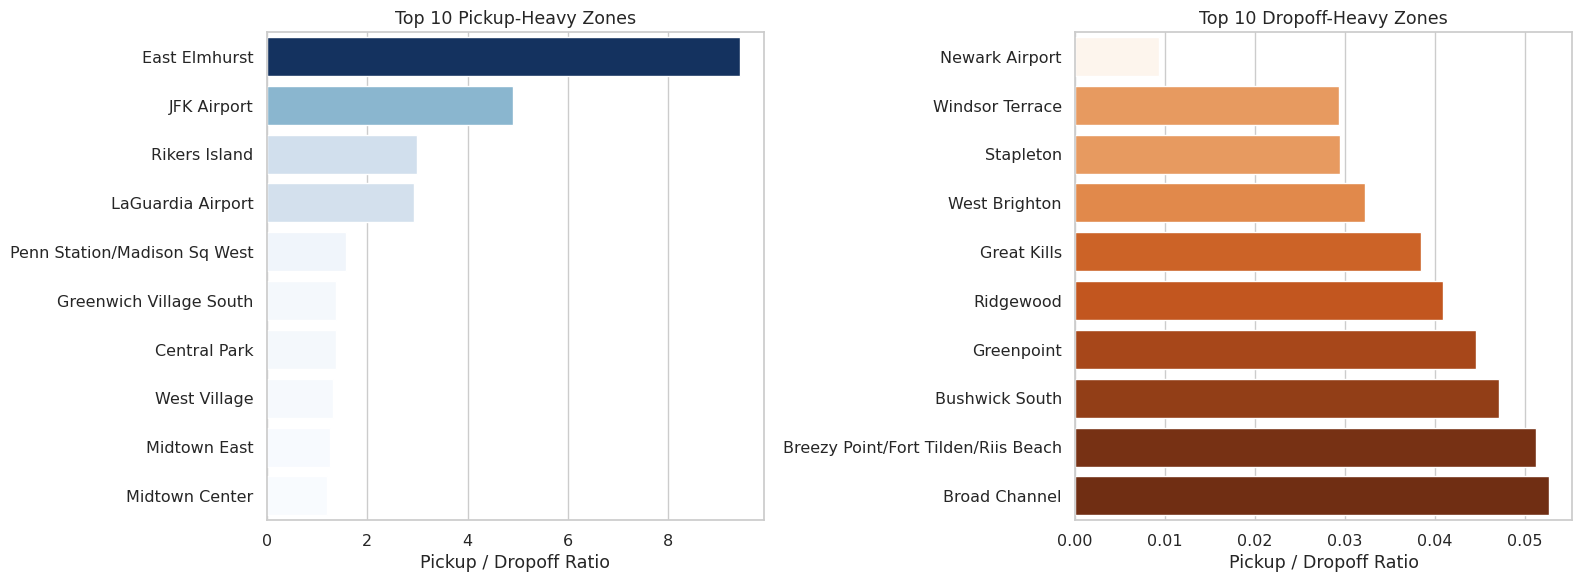 Top 10 Pickup-Heavy Zones
East Elmhurst
JFK Airport
Rikers Island
LaGuardia Airport
Penn Station/Madison Sq West
Greenwich Village South
Central Park
West Village
Midtown East
Midtown Center
0 2 4 6 8
Pickup / Dropoff Ratio
Top 10 Dropoff-Heavy Zones
Newark Airport
Windsor Terrace
Stapleton
West Brighton
Great Kills
Ridgewood
Greenpoint
Bushwick South
Breezy Point/Fort Tilden/Riis Beach
Broad Channel
0.00 0.01 0.02 0.03 0.04 0.05
Pickup / Dropoff Ratio